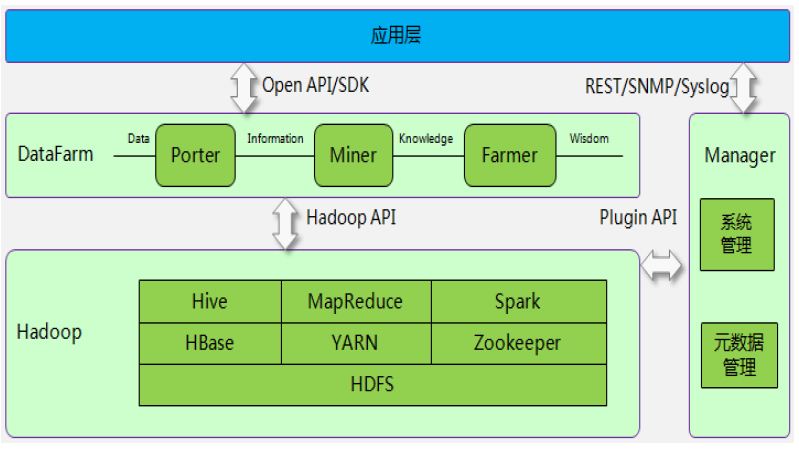 应用层
Open API/SDK
REST/SNMP/Syslog
DataFarm
Data
Porter
Information
Miner
Knowledge
Farmer
Wisdom
Manager
Hadoop API
Plugin API
系统
管理
Hadoop
Hive
MapReduce
Spark
HBase
YARN
Zookeeper
HDFS
元数据
管理